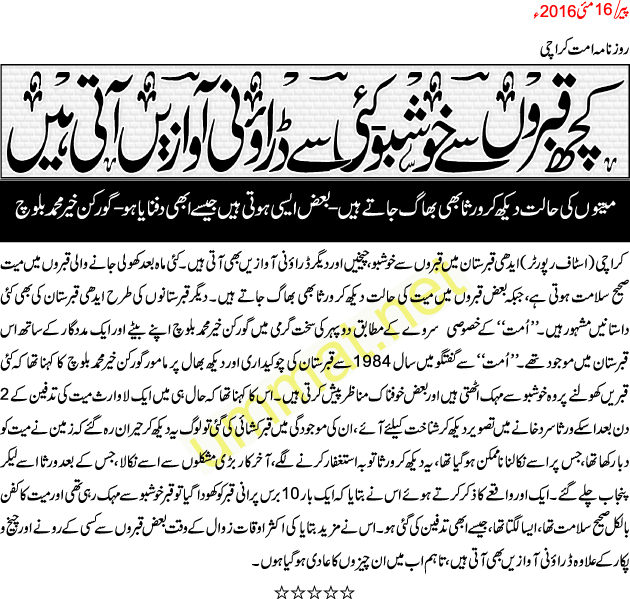 پیر/16 مئی 2016ء
روزنامہ امت کراچی
کچھ قبروں سے خوشبو-کئی سے ڈراؤنی آوازیں آتی ہیں
میتوں کی حالت دیکھ کر ورثا بھی بھاگ جاتے ہیں-بعض ایسی ہوتی ہیں جیسے ابھی دفنایا ہو-گورکن خیر محمد بلوچ
کراچی (اسٹاف رپورٹر) ایدھی قبرستان میں قبروں سے خوشبو، چیخیں اور دیگر ڈراؤنی آوازیں بھی آتی ہیں۔ کئی ماہ بعد کھولی جانے والی قبروں میں میت
صحیح سلامت ہوتی ہے، جبکہ بعض قبروں میں میت کی حالت دیکھ کر ورثا بھی بھاگ جاتے ہیں۔ دیگر قبرستانوں کی طرح ایدھی قبرستان کی بھی کئی
داستانیں مشہور ہیں۔ ”اُمت“ کے خصوصی سروے کے مطابق دوپہر کی سخت گرمی میں گورکن خیر محمد بلوچ اپنے بیٹے اور ایک مددگار کے ساتھ اس
قبرستان میں موجود تھے۔ ”اُمت“ سے گفتگو میں سال 1984 سے قبرستان کی چوکیداری اور دیکھ بھال پر مامور گورکن خیر محمد بلوچ کا کہنا تھا کہ کئی
قبریں کھولنے پر وہ خوشبو سے مہک اٹھتی ہیں اور بعض خوفناک مناظر پیش کرتی ہیں۔ اس کا کہنا تھا کہ حال ہی میں ایک لاوارث میت کی تدفین کے 2
دن بعد اسکے ورثا سرد خانے میں تصویر دیکھ کر شناخت کیلئے آئے، ان کی موجودگی میں قبر کشائی کی گئی تو لوگ یہ دیکھ کر حیران رہ گئے کہ زمین نے میت کو
دبا رکھا تھا، جس پر اسے نکالنا ناممکن ہو گیا تھا، یہ دیکھ کر ورثا توبہ استغفار کرنے لگے، آخر کار بڑی مشکلوں سے اسے نکالا، جس کے بعد ورثا اسے لیکر
پنجاب چلے گئے۔ ایک اور واقعے کا ذکر کرتے ہوئے اس نے بتایا کہ ایک بار 10 برس پرانی قبر کو کھودا گیا تو قبر خوشبو سے مہک رہی تھی اور میت کا کفن
بالکل صحیح سلامت تھا، ایسا لگتا تھا، جیسے ابھی تدفین کی گئی ہو۔ اس نے مزید بتایا کی اکثر اوقات زوال کے وقت بعض قبروں سے کسی کے رونے اور چیخ و
پکار کے علاوہ ڈراؤنی آوازیں بھی آتی ہیں، تاہم اب میں ان چیزوں کا عادی ہو گیا ہوں۔
☆☆☆☆☆
ummat.net